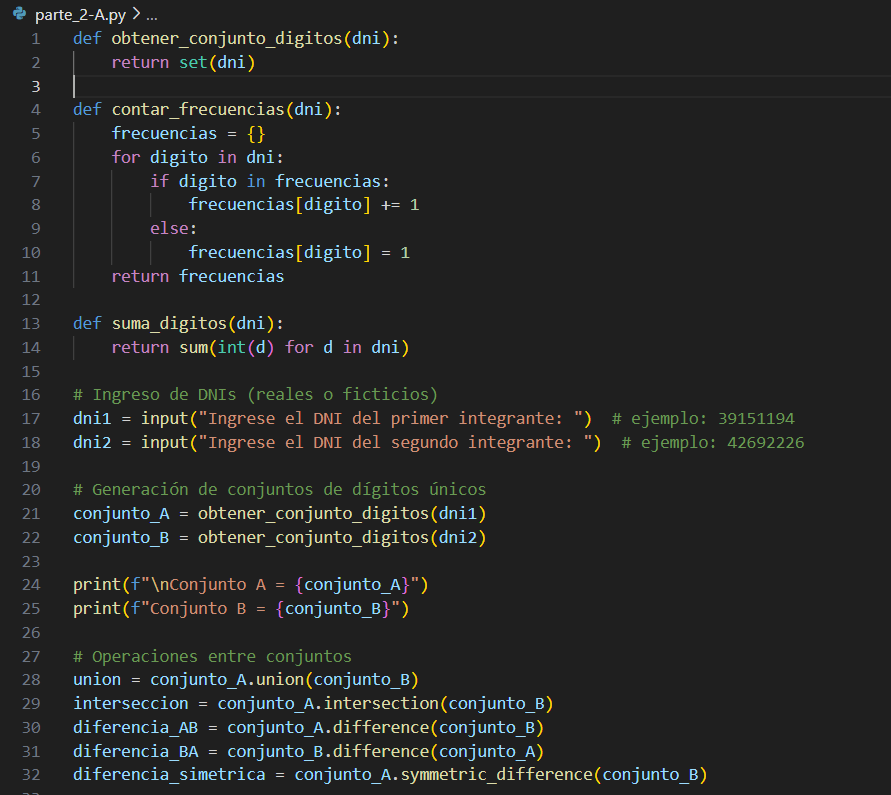 parte_2-A.py > ...
1 def obtener_conjunto_digitos(dni):
2     return set(dni)
3
4 def contar_frecuencias(dni):
5     frecuencias = {}
6     for digito in dni:
7         if digito in frecuencias:
8             frecuencias[digito] += 1
9         else:
10             frecuencias[digito] = 1
11     return frecuencias
12
13 def suma_digitos(dni):
14     return sum(int(d) for d in dni)
15
16 # Ingreso de DNIs (reales o ficticios)
17 dni1 = input("Ingrese el DNI del primer integrante: ")  # ejemplo: 39151194
18 dni2 = input("Ingrese el DNI del segundo integrante: ")  # ejemplo: 42692226
19
20 # Generación de conjuntos de dígitos únicos
21 conjunto_A = obtener_conjunto_digitos(dni1)
22 conjunto_B = obtener_conjunto_digitos(dni2)
23
24 print(f"\nConjunto A = {conjunto_A}")
25 print(f"Conjunto B = {conjunto_B}")
26
27 # Operaciones entre conjuntos
28 union = conjunto_A.union(conjunto_B)
29 interseccion = conjunto_A.intersection(conjunto_B)
30 diferencia_AB = conjunto_A.difference(conjunto_B)
31 diferencia_BA = conjunto_B.difference(conjunto_A)
32 diferencia_simetrica = conjunto_A.symmetric_difference(conjunto_B)